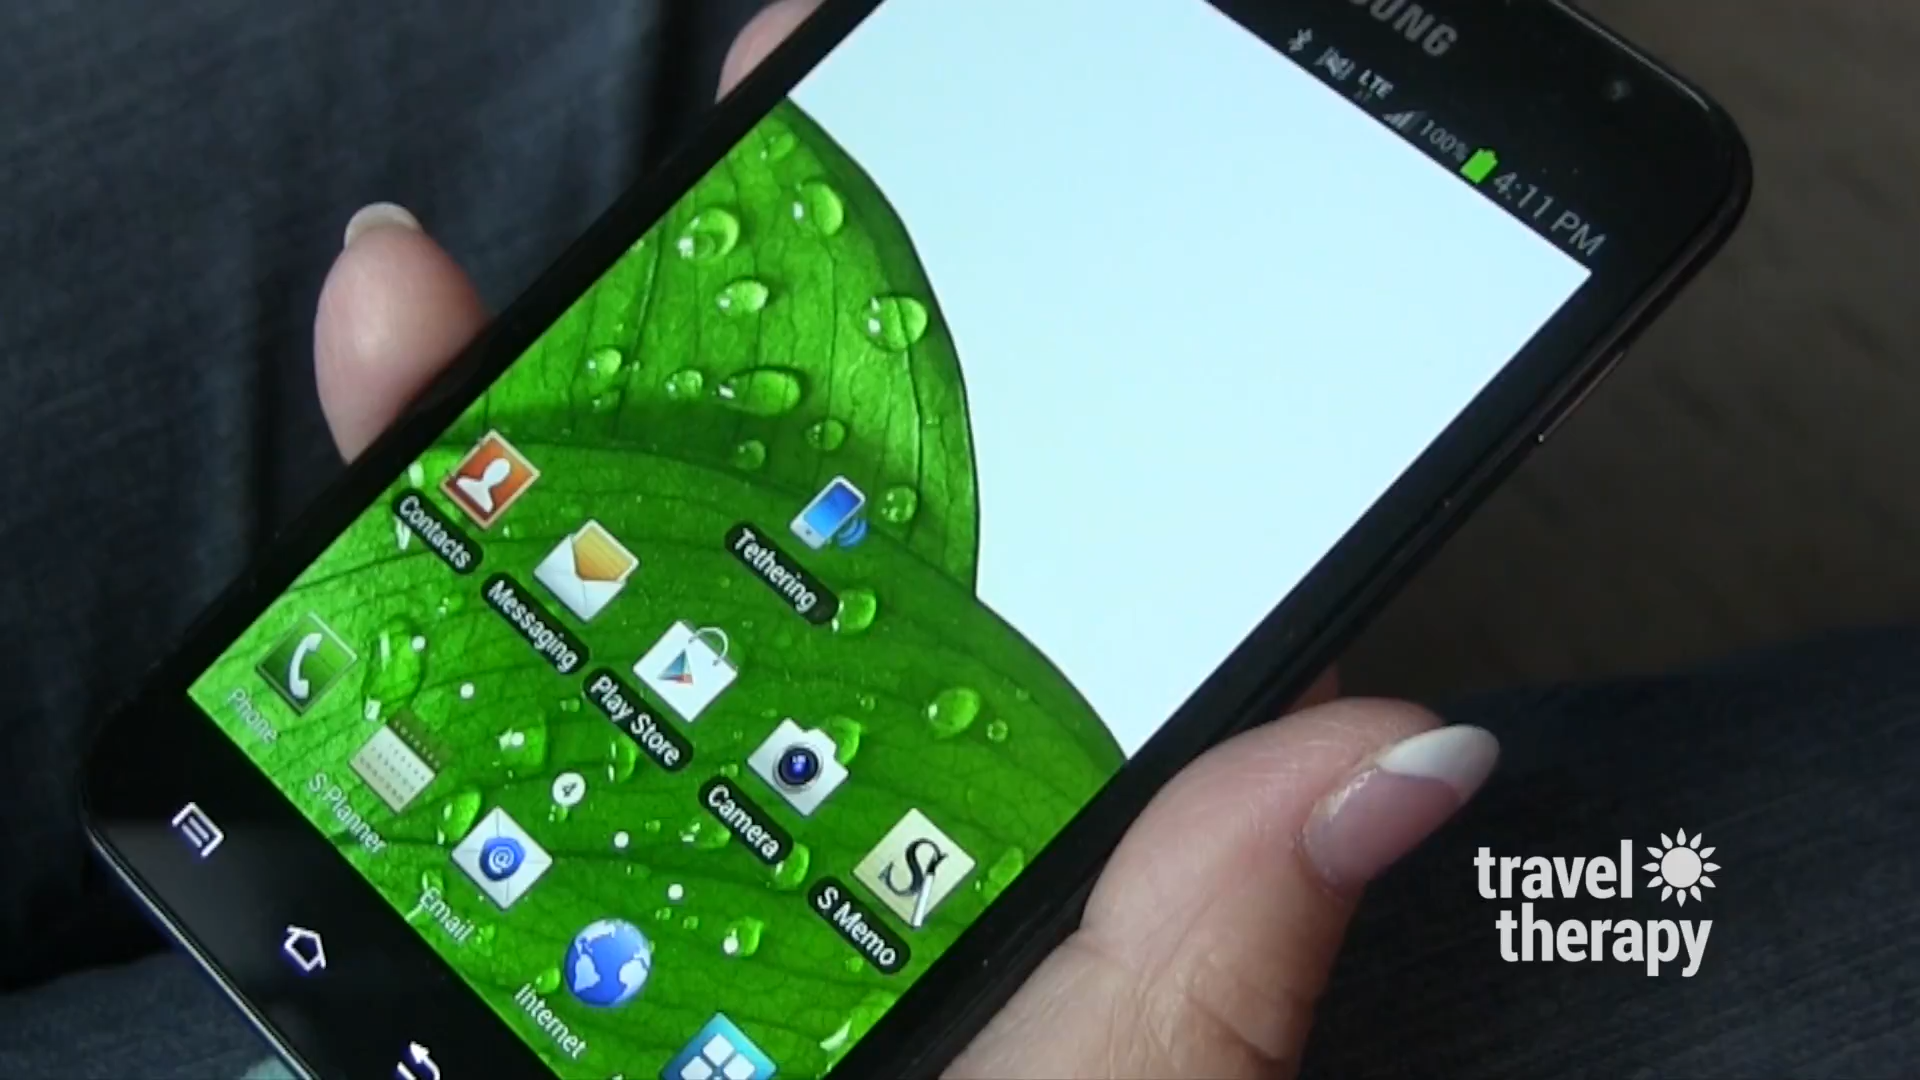 SUNG
LTE
100%
4:11 PM
Contacts
Messaging
Play Store
Camera
S Memo
Tethering
Phone
S Planner
Email
Internet
4
travel
therapy